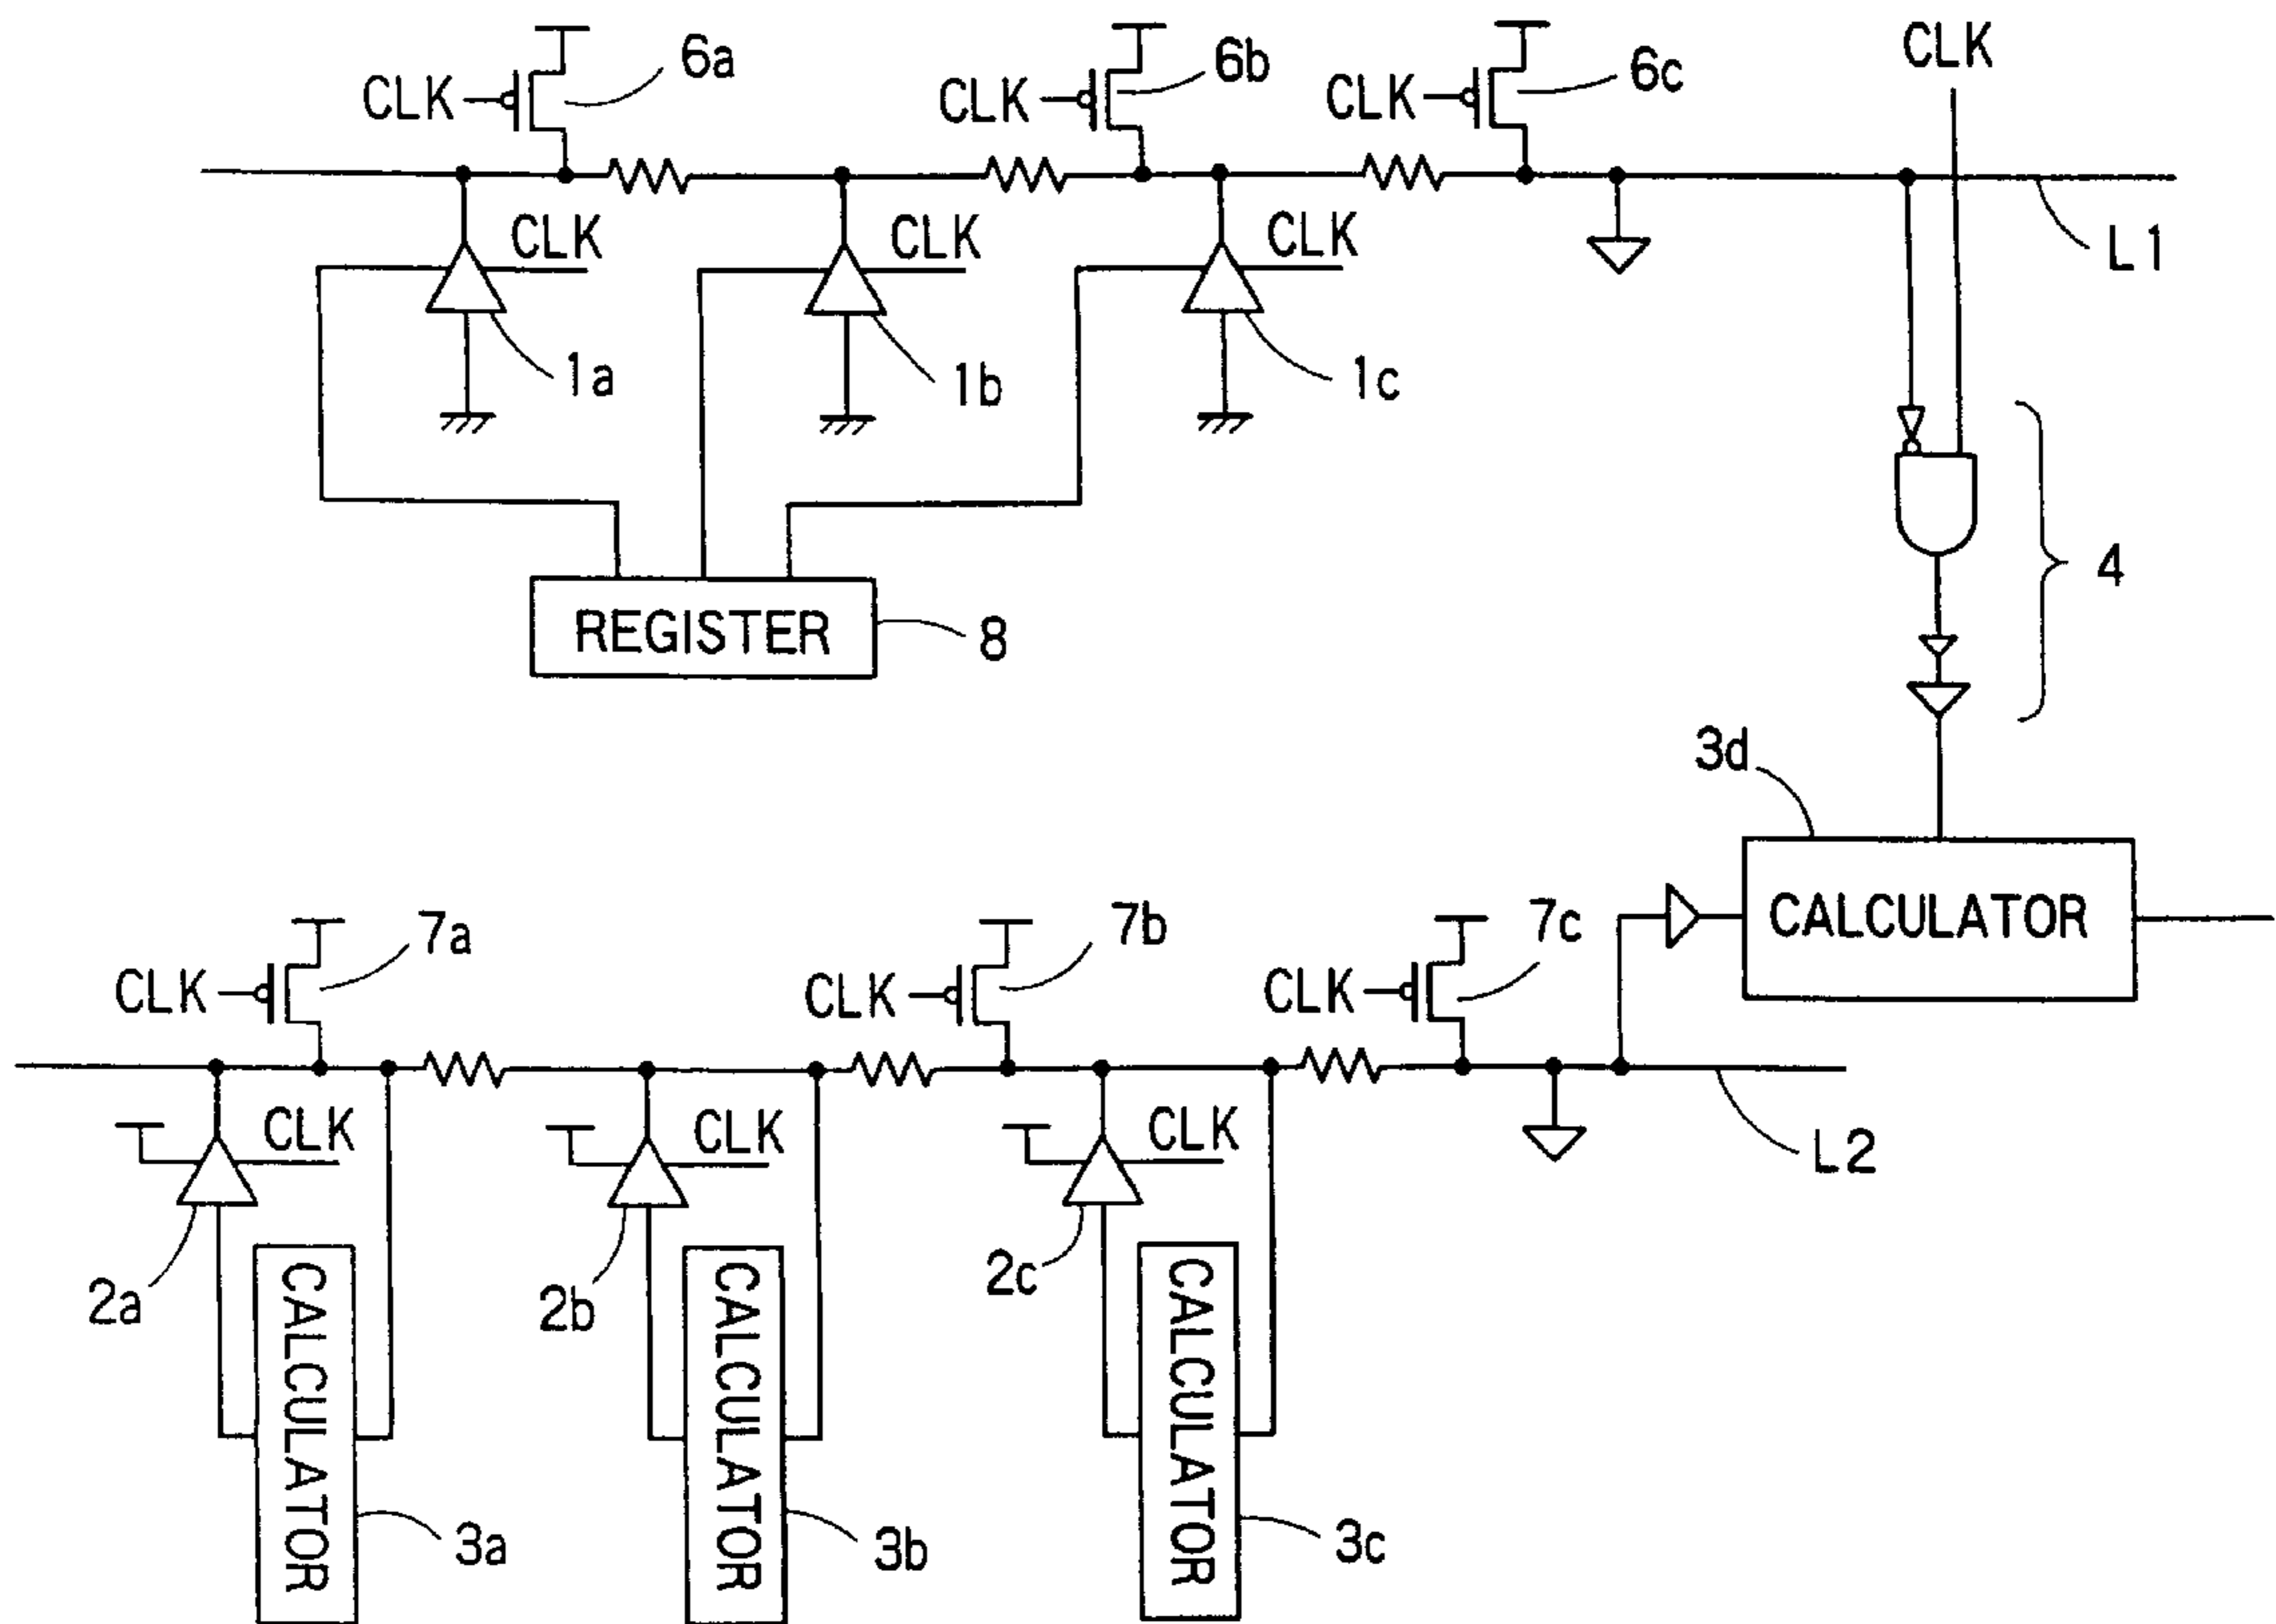 6a
6b
6c
CLK
CLK
CLK
CLK
CLK
CLK
CLK
L1
1a
1b
1c
4
REGISTER
8
3d
CALCULATOR
7a
7b
7c
CLK
CLK
CLK
CLK
CLK
CLK
L2
2a
2b
2c
CALCULATOR
CALCULATOR
CALCULATOR
3a
3b
3c